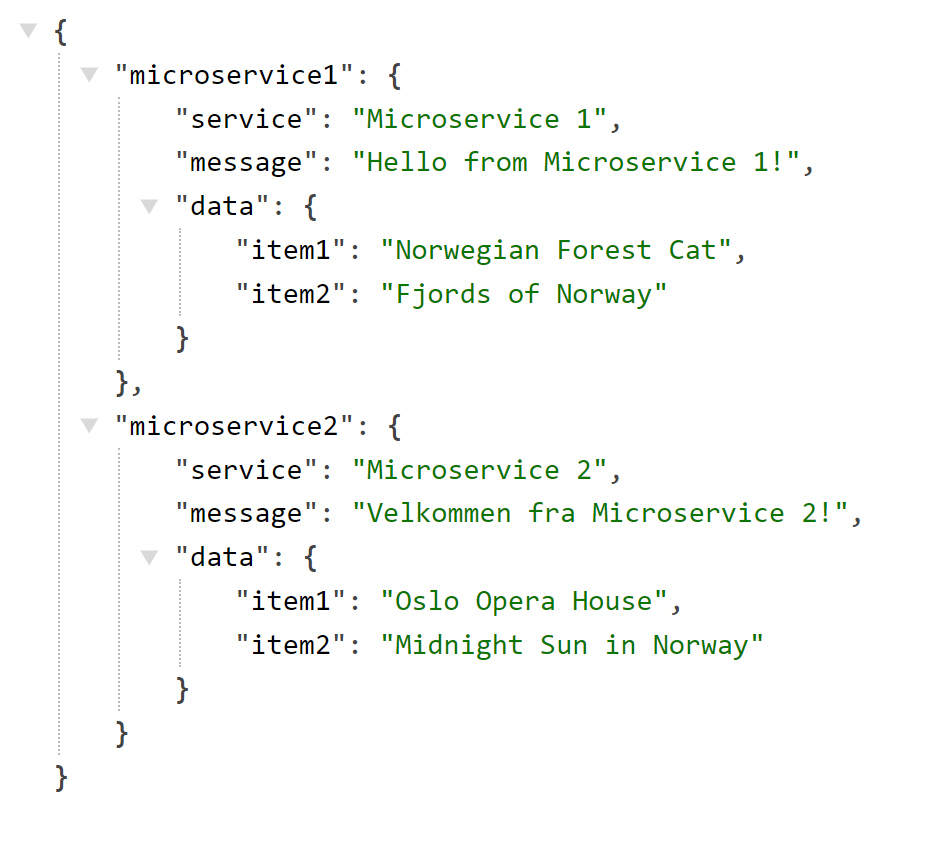 {
"microservice1": {
"service": "Microservice 1",
"message": "Hello from Microservice 1!",
"data": {
"item1": "Norwegian Forest Cat",
"item2": "Fjords of Norway"
}
},
"microservice2": {
"service": "Microservice 2",
"message": "Velkommen fra Microservice 2!",
"data": {
"item1": "Oslo Opera House",
"item2": "Midnight Sun in Norway"
}
}
}